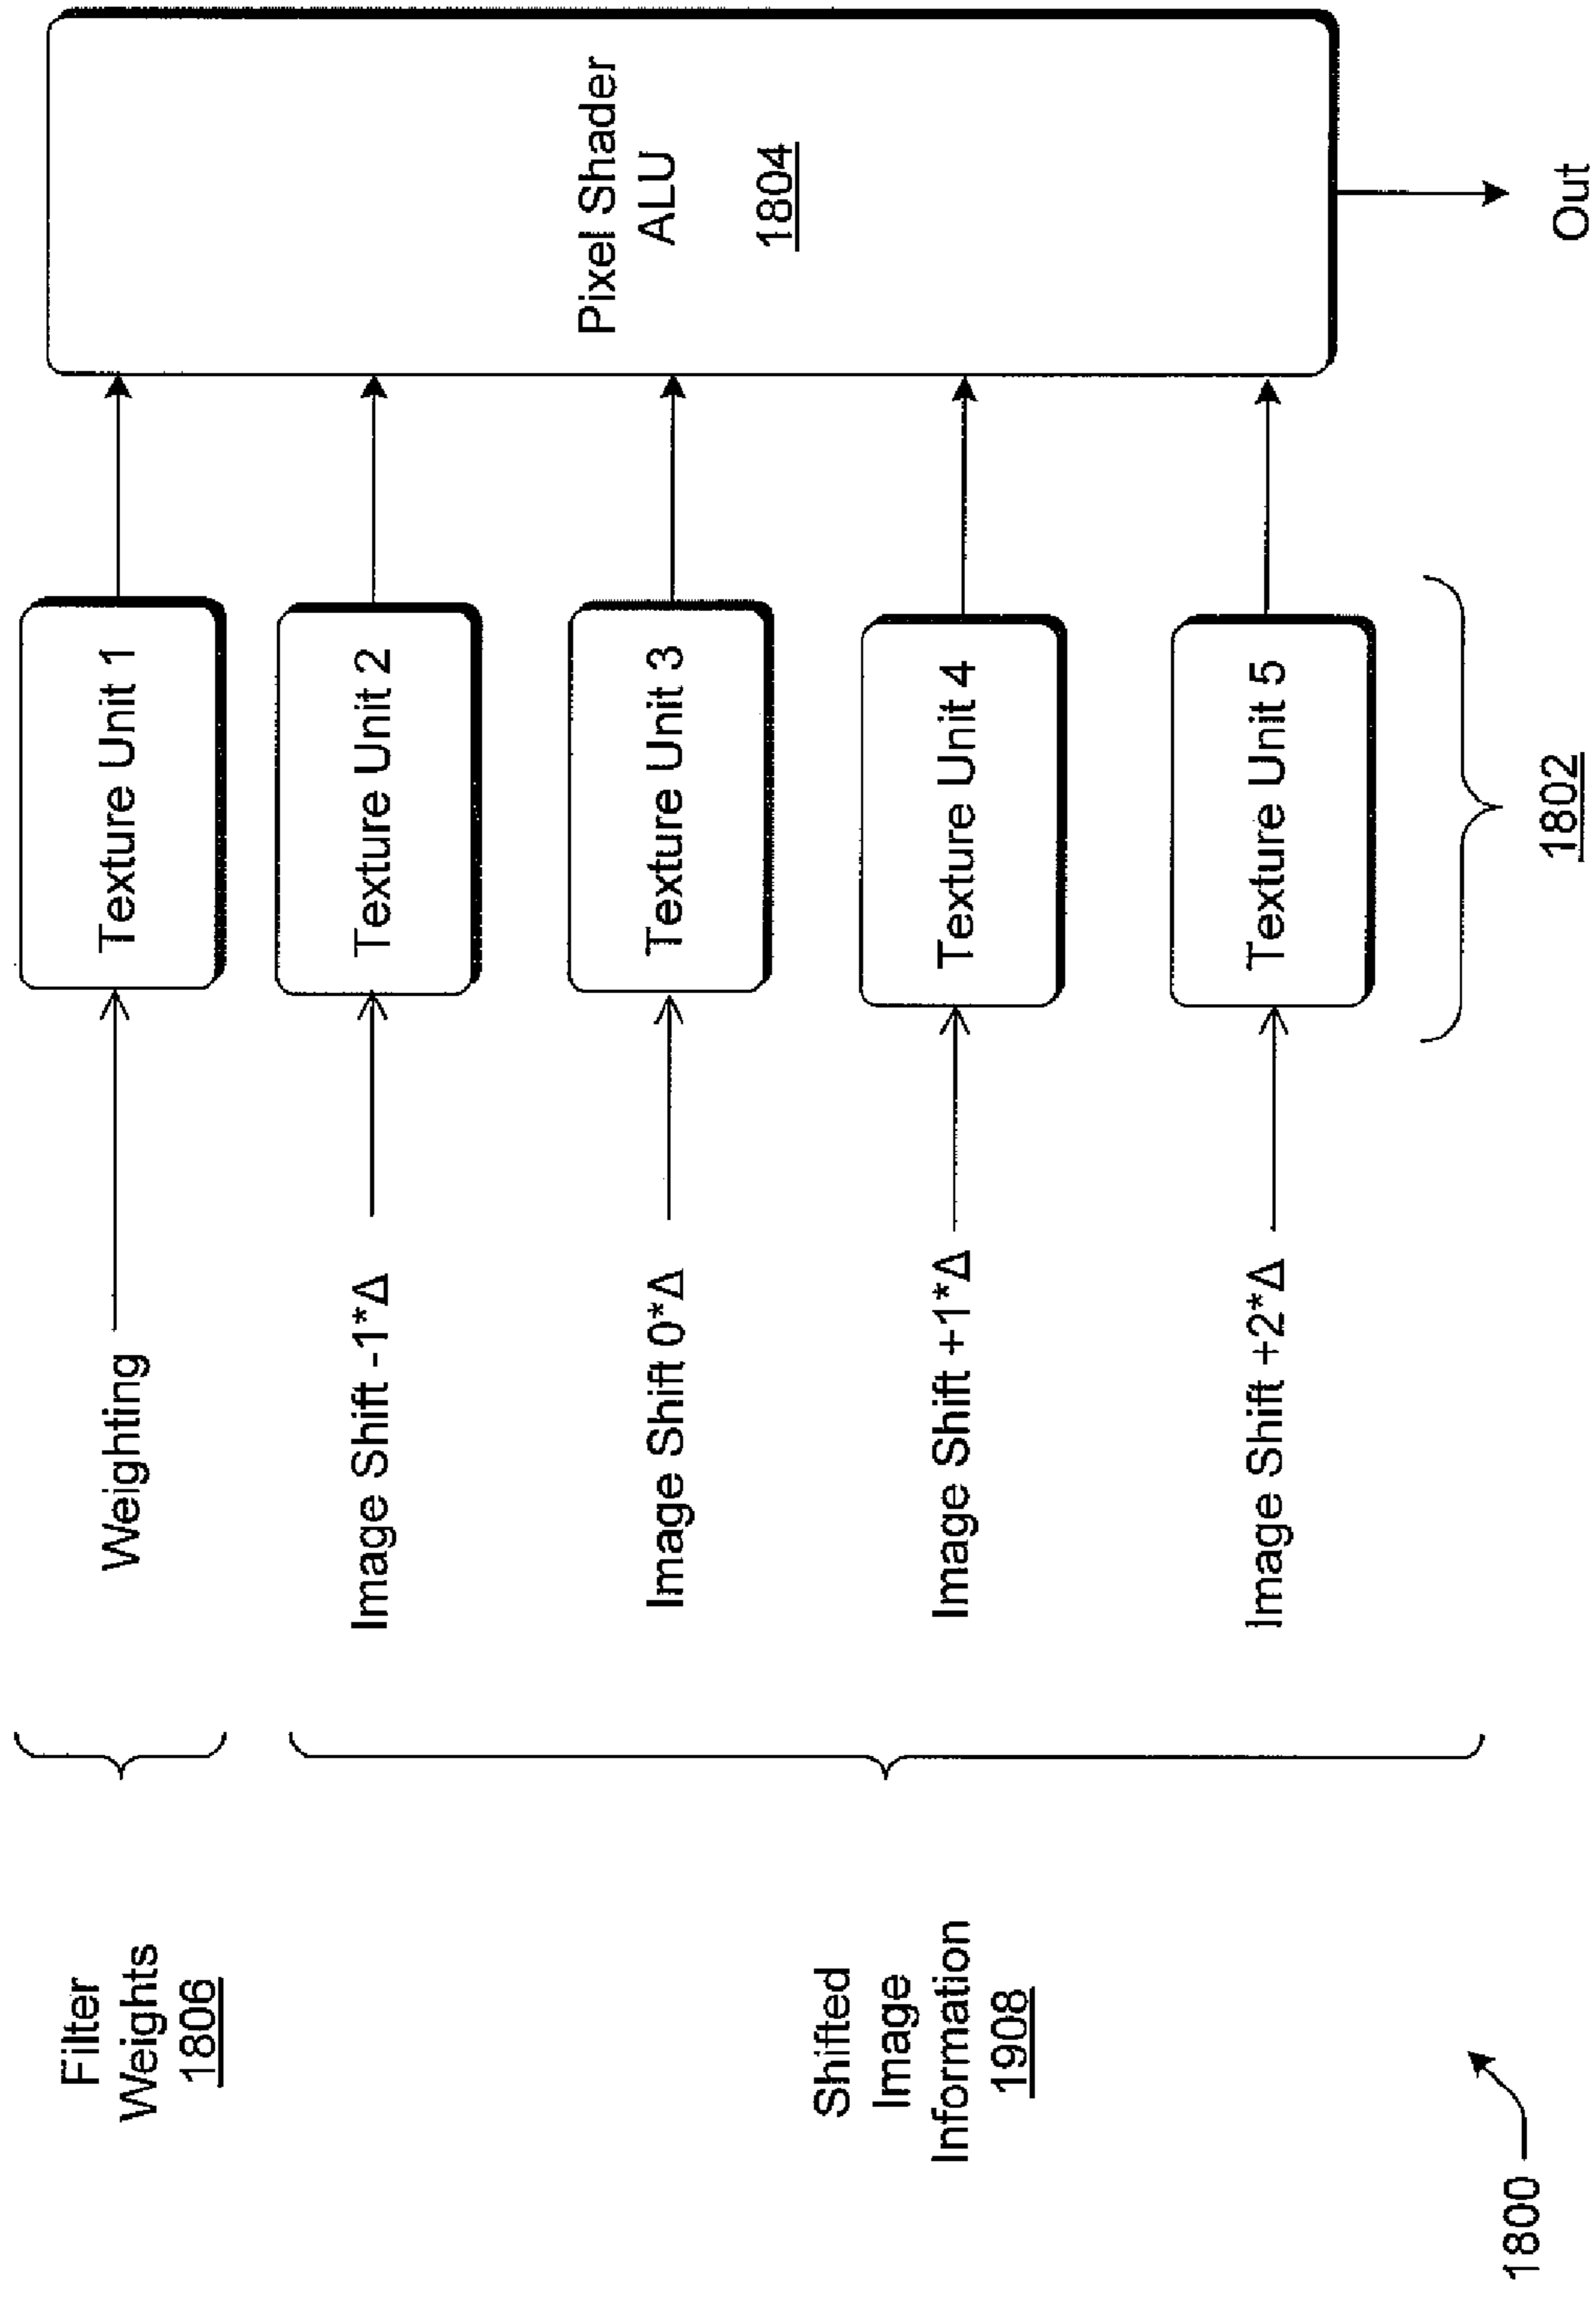 Filter
Weights
1806
Weighting
Texture Unit 1
Shifted
Image
Information
1908
Image Shift -1*Δ
Texture Unit 2
Image Shift 0*Δ
Texture Unit 3
Image Shift +1*Δ
Texture Unit 4
Image Shift +2*Δ
Texture Unit 5
Pixel Shader
ALU
1804
1800
1802
Out